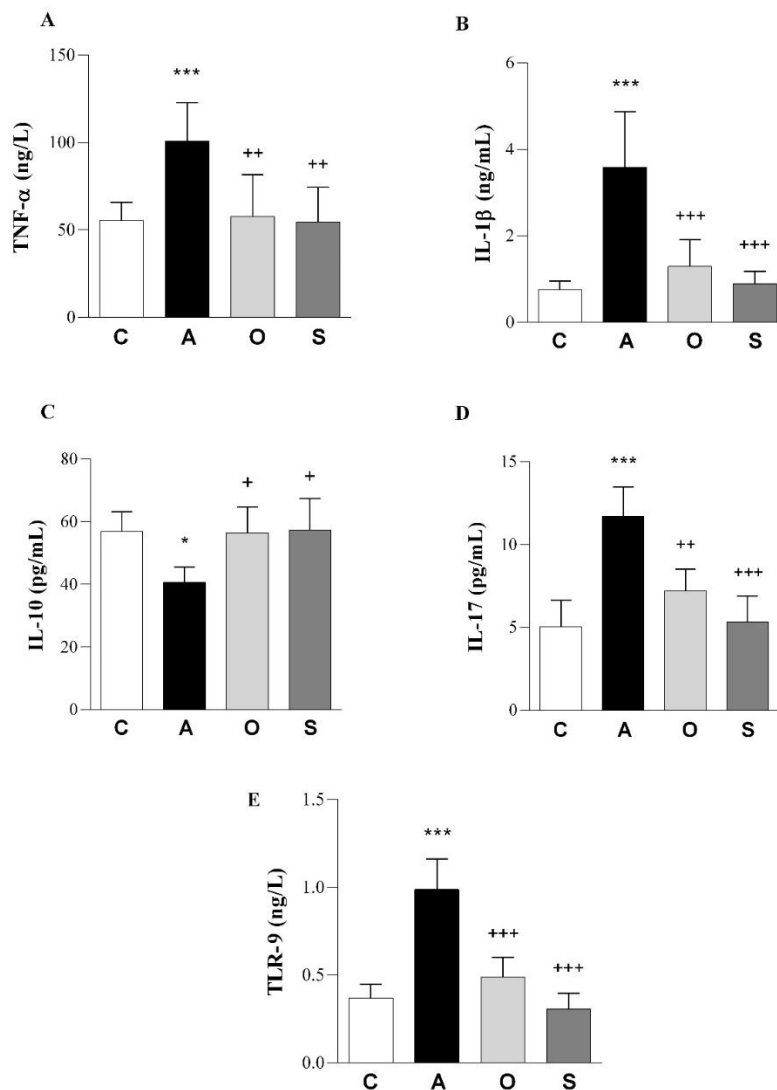 A
TNF-α (ng/L)
150
100
50
0
***
++
++
C A O S
B
IL-1β (ng/mL)
6
4
2
0
***
+++
+++
C A O S
C
IL-10 (pg/mL)
80
60
40
20
0
*
+
+
C A O S
D
IL-17 (pg/mL)
15
10
5
0
***
++
+++
C A O S
E
TLR-9 (ng/L)
1.5
1.0
0.5
0.0
***
+++
+++
C A O S